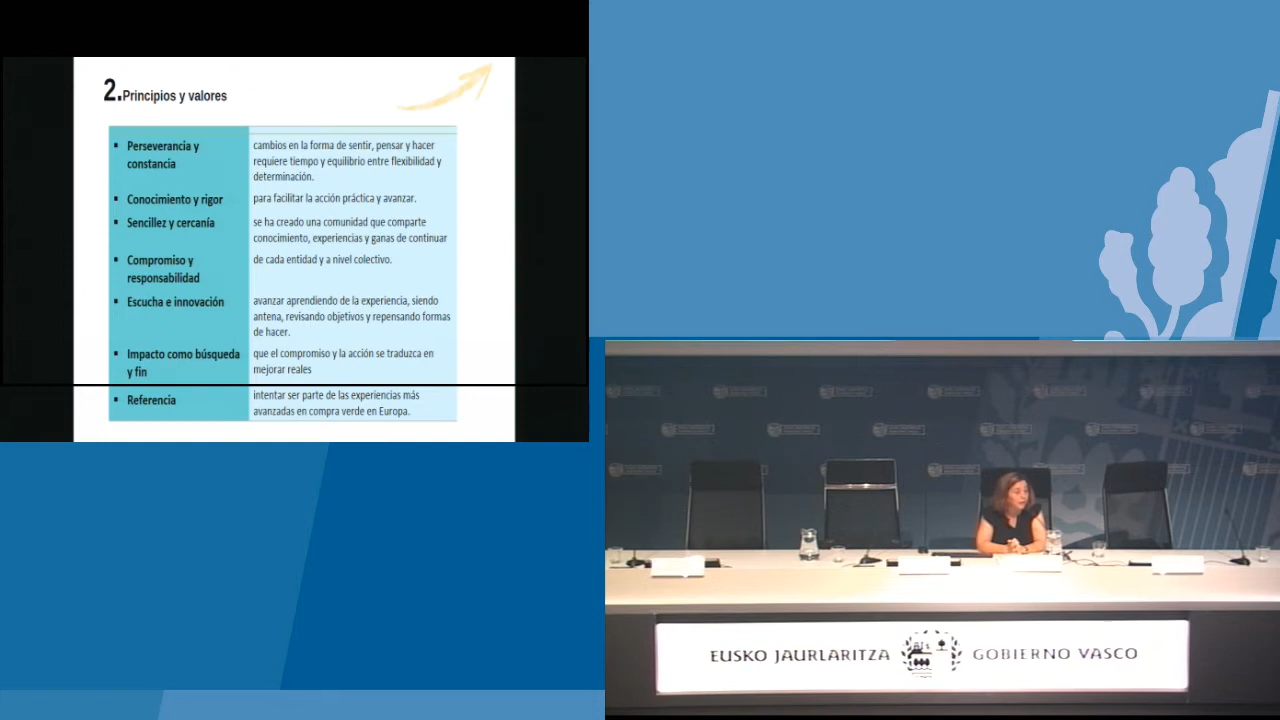 2.Principios y valores
▪ Perseverancia y constancia
cambios en la forma de sentir, pensar y hacer
requiere tiempo y equilibrio entre flexibilidad y
determinación.
▪ Conocimiento y rigor
para facilitar la acción práctica y avanzar.
▪ Sencillez y cercanía
se ha creado una comunidad que comparte
conocimiento, experiencias y ganas de continuar
▪ Compromiso y
responsabilidad
de cada entidad y a nivel colectivo.
▪ Escucha e innovación
avanzar aprendiendo de la experiencia, siendo
antena, revisando objetivos y repensando formas
de hacer.
▪ Impacto como búsqueda
y fin
que el compromiso y la acción se traduzca en
mejorar reales
▪ Referencia
intentar ser parte de las experiencias más
avanzadas en compra verde en Europa.
EUSKO JAURLARITZA GOBIERNO VASCO